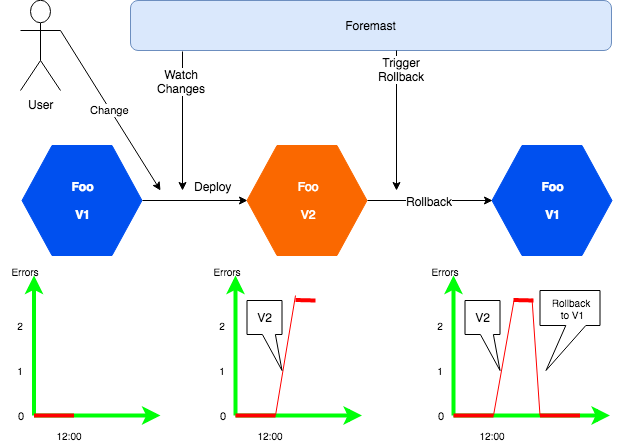 Foremast
User
Change
Watch
Changes
Trigger
Rollback
Foo
V1
Deploy
Foo
V2
Rollback
Foo
V1
Errors
2
1
0
12:00
Errors
2
1
0
12:00
V2
Errors
2
1
0
12:00
V2
Rollback
to V1